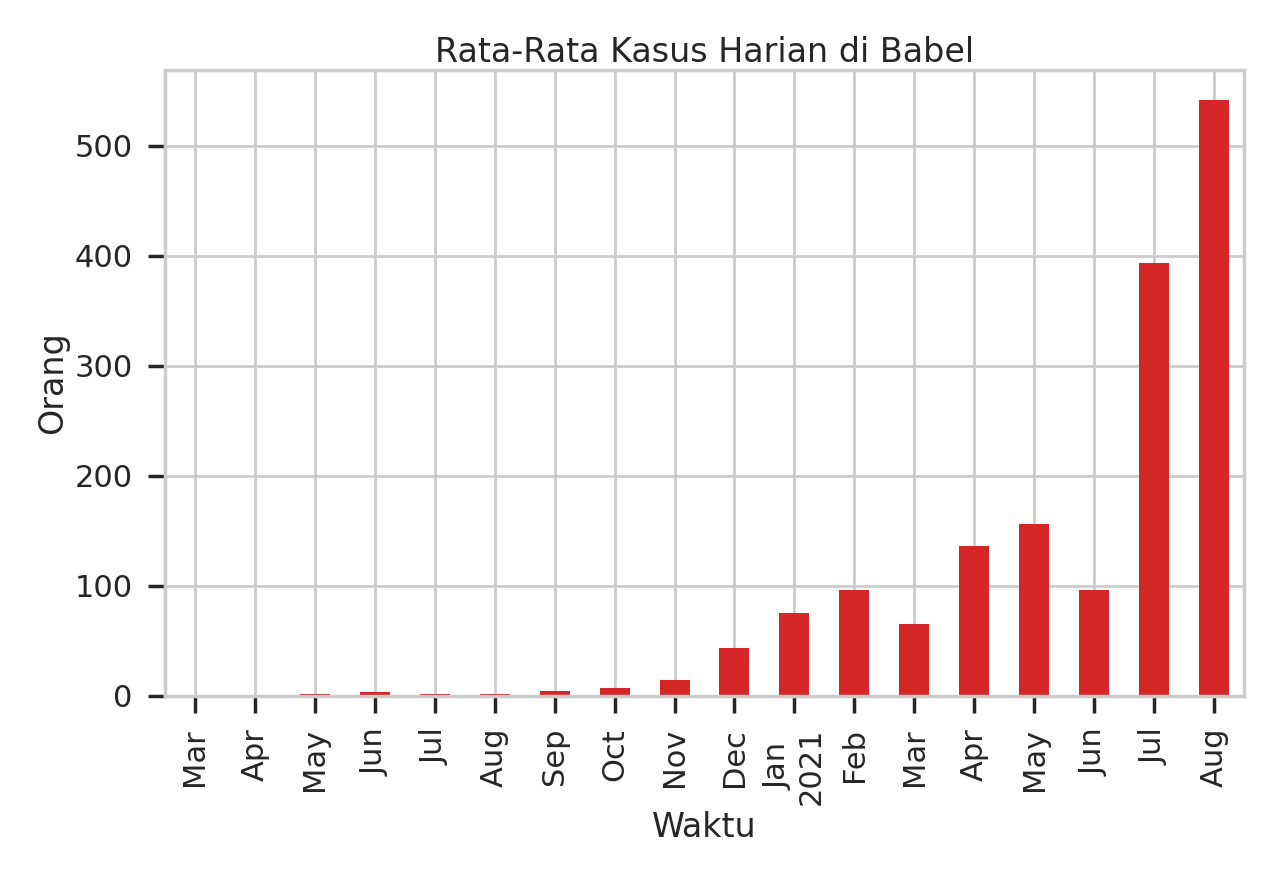 Rata-Rata Kasus Harian di Babel
Orang
500
400
300
200
100
0
Mar
Apr
May
Jun
Jul
Aug
Sep
Oct
Nov
Dec
Jan
2021
Feb
Mar
Apr
May
Jun
Jul
Aug
Waktu